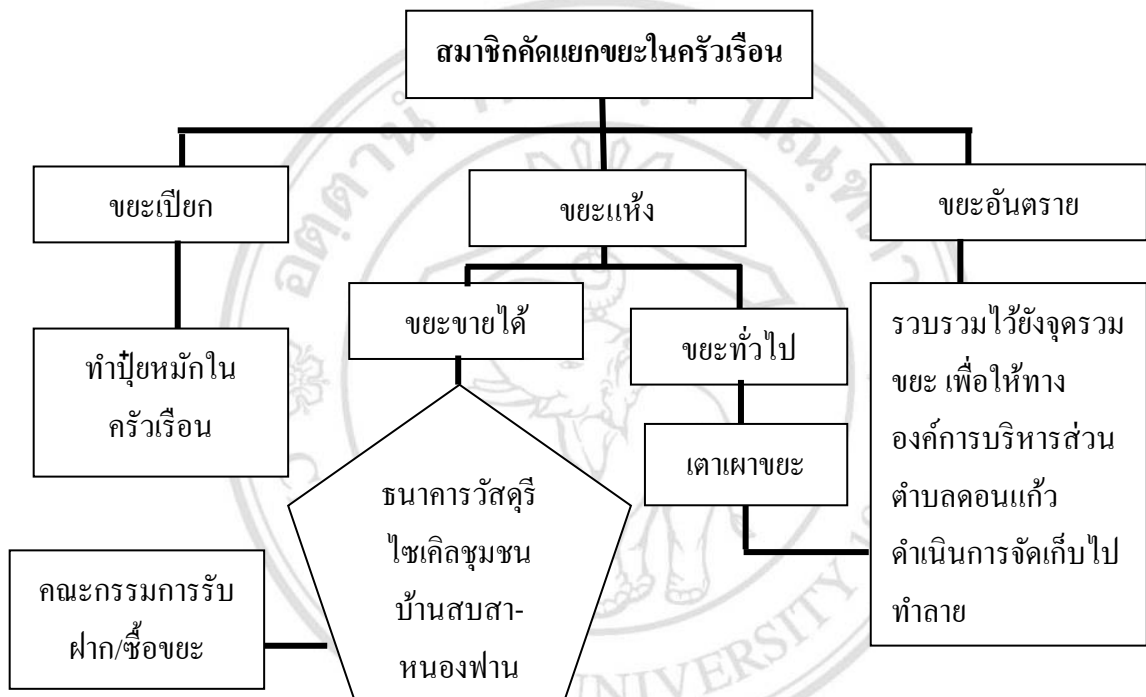 สมาชิกคัดแยกขยะในครัวเรือน
ขยะเปียก
ขยะแห้ง
ขยะอันตราย
ขยะขายได้
ขยะทั่วไป
ทำปุ๋ยหมักใน
ครัวเรือน
เตาเผาขยะ
รวบรวมไว้ยังจุดรวม
ขยะ เพื่อให้ทาง
องค์การบริหารส่วน
ตำบลดอนแก้ว
ดำเนินการจัดเก็บไป
ทำลาย
ธนาคารวัสดุรี
ไซเคิลชุมชน
บ้านสบสา-
หนองฟาน
คณะกรรมการรับ
ฝาก/ซื้อขยะ
UNIVERSITY